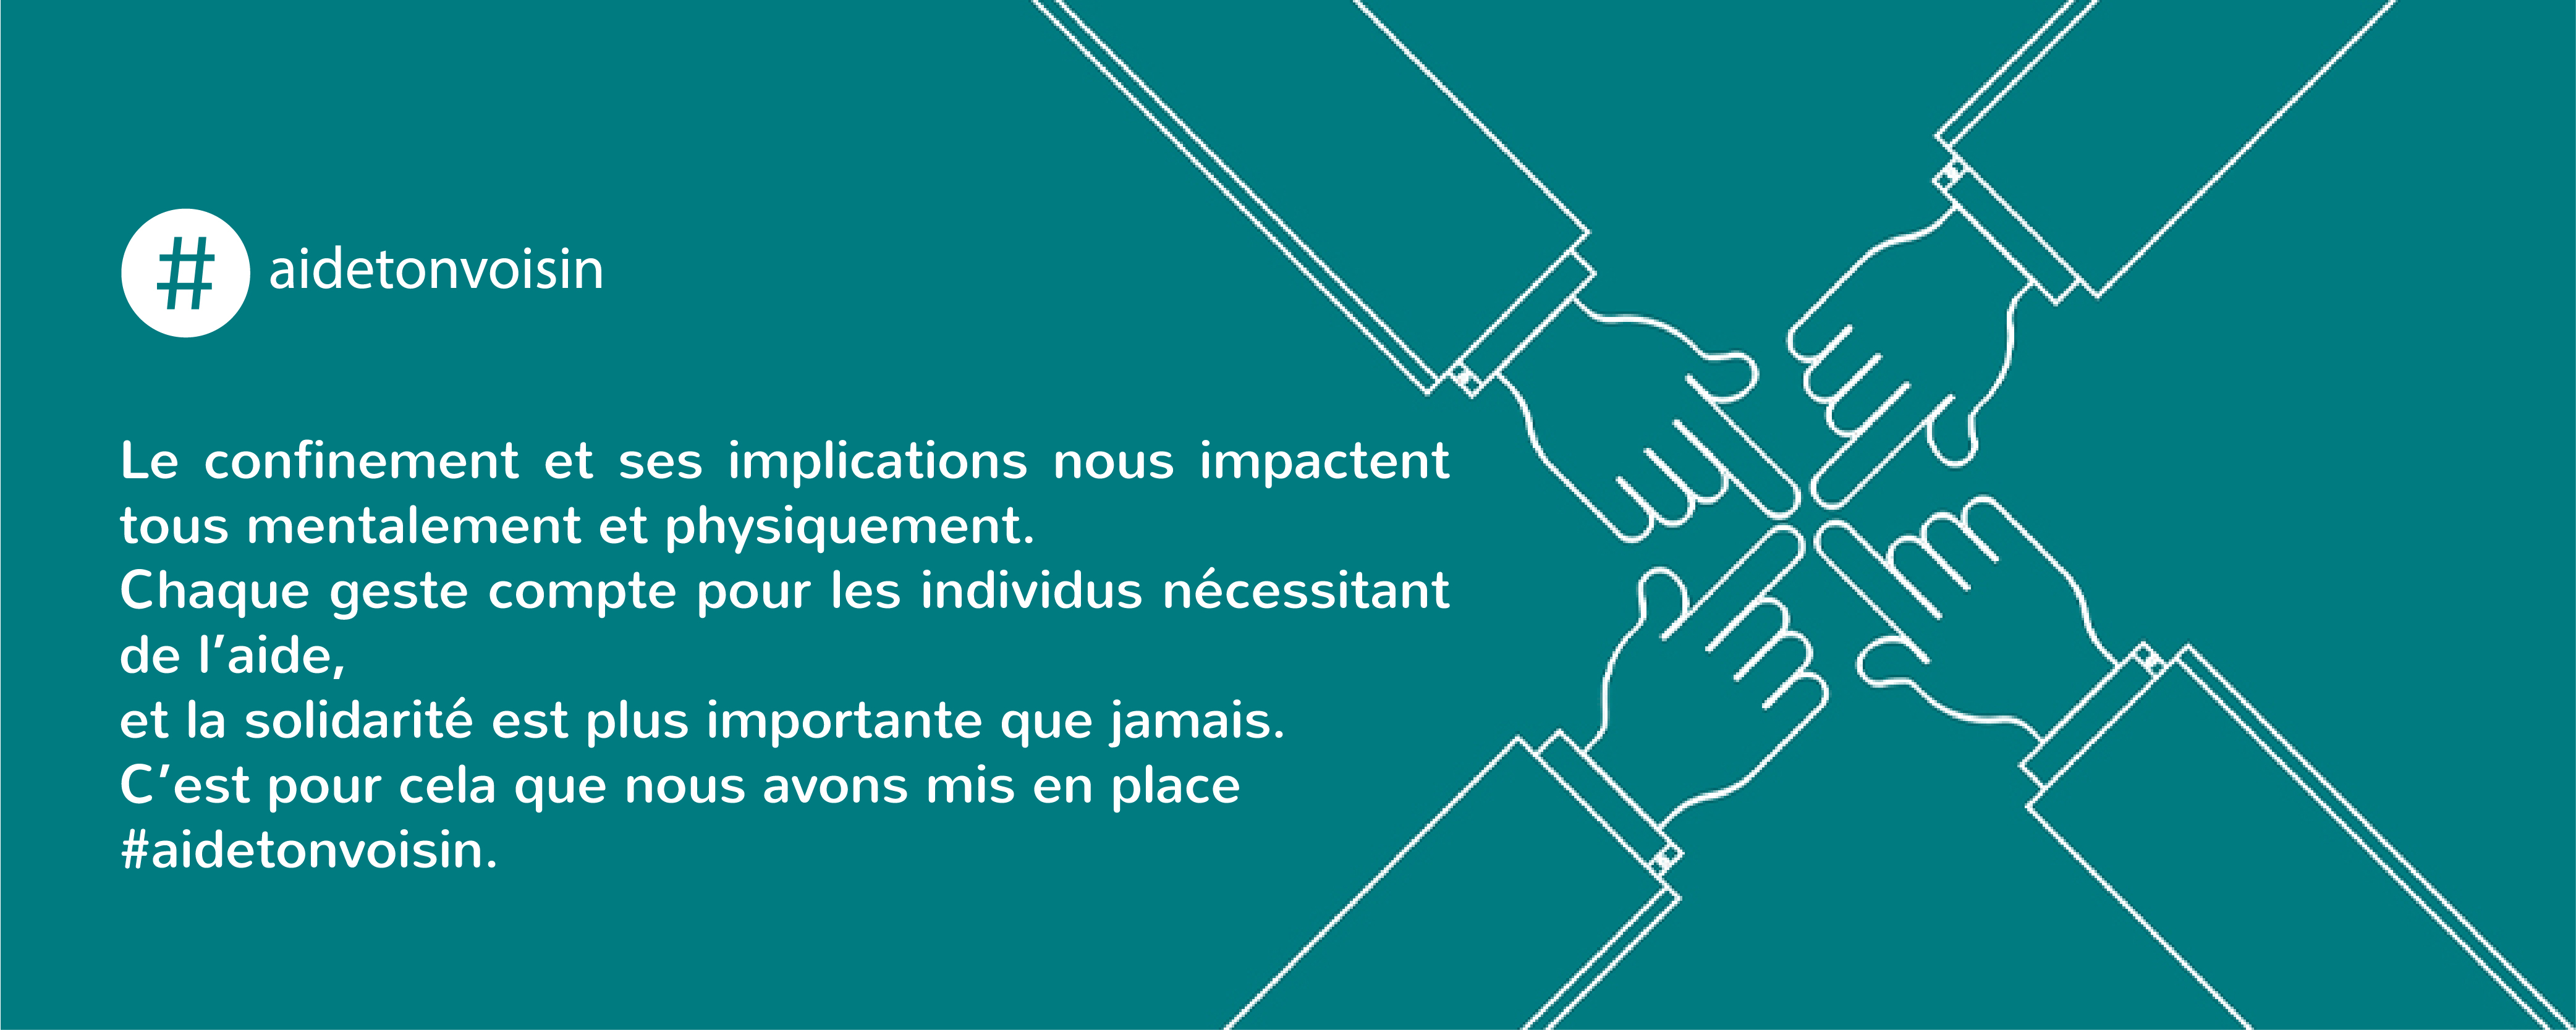 # aidetonvoisin
Le confinement et ses implications nous impactent
tous mentalement et physiquement.
Chaque geste compte pour les individus nécessitant
de l’aide,
et la solidarité est plus importante que jamais.
C’est pour cela que nous avons mis en place
#aidetonvoisin.